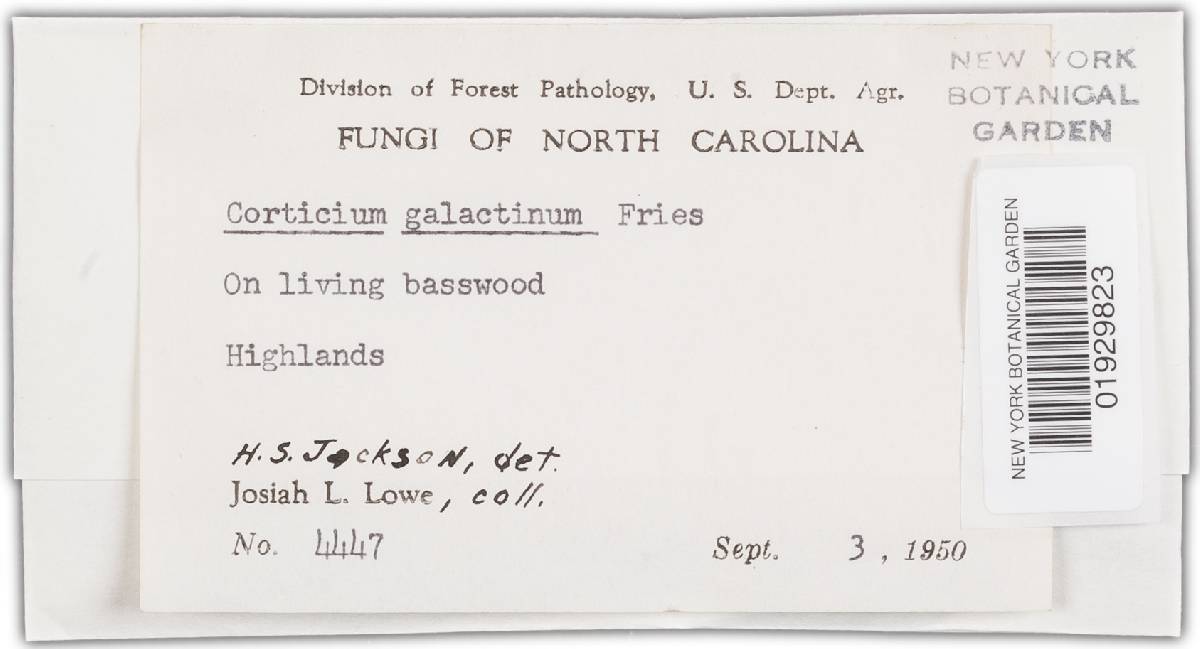 NEW YORK
BOTANICAL
GARDEN
Division of Forest Pathology, U. S. Dept. Agr.
FUNGI OF NORTH CAROLINA
Corticium galactinum Fries
On living basswood
Highlands
H. S. Jackson, det.
Josiah L. Lowe, coll.
No. 4447 Sept. 3, 1950
NEW YORK BOTANICAL GARDEN
01929823